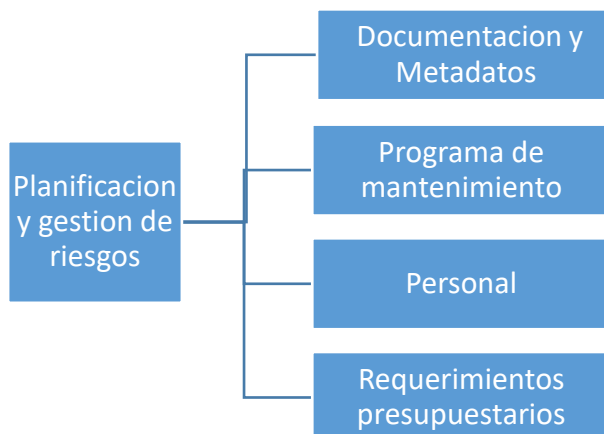 Documentacion y
Metadatos
Planificacion
y gestion de
riesgos
Programa de
mantenimiento
Personal
Requerimientos
presupuestarios